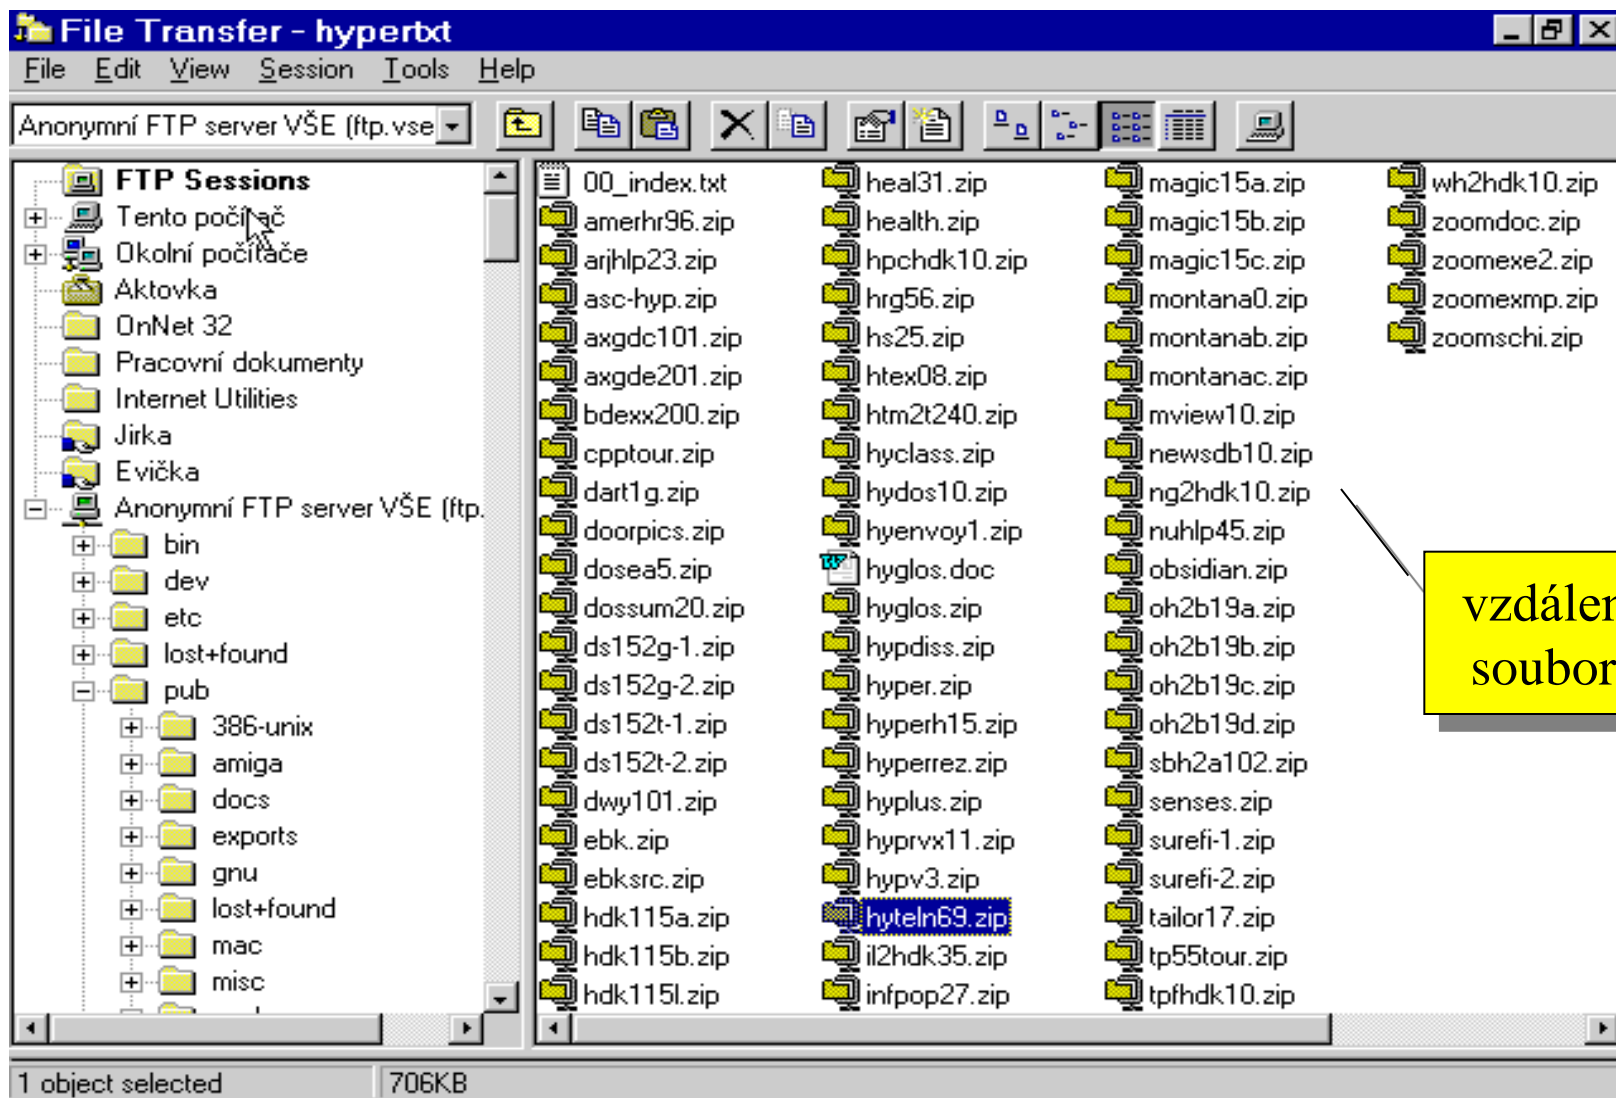 File Transfer - hypertxt
File Edit View Session Tools Help
Anonymní FTP server VŠE (ftp.vse
FTP Sessions
Tento počítač
Okolní počítače
Aktovka
OnNet 32
Pracovní dokumenty
Internet Utilities
Jirka
Evička
Anonymní FTP server VŠE (ftp.
bin
dev
etc
lost+found
pub
386-unix
amiga
docs
exports
gnu
lost+found
mac
misc
00_index.txt
amerhr96.zip
arjhlp23.zip
asc-hyp.zip
axgdc101.zip
axgde201.zip
bdexx200.zip
cpptour.zip
dart1g.zip
doorpics.zip
dosea5.zip
dossum20.zip
ds152g-1.zip
ds152g-2.zip
ds152t-1.zip
ds152t-2.zip
dwy101.zip
ebk.zip
ebksrc.zip
hdk115a.zip
hdk115b.zip
hdk115l.zip
heal31.zip
health.zip
hpchdk10.zip
hrg56.zip
hs25.zip
htex08.zip
htm2t240.zip
hyclass.zip
hydos10.zip
hyenvoy1.zip
hyglos.doc
hyglos.zip
hypdiss.zip
hyper.zip
hyperh15.zip
hyperrez.zip
hyplus.zip
hyprvx11.zip
hypv3.zip
hyteln69.zip
il2hdk35.zip
infpop27.zip
magic15a.zip
magic15b.zip
magic15c.zip
montana0.zip
montanab.zip
montanac.zip
mview10.zip
newsdb10.zip
ng2hdk10.zip
nuhlp45.zip
obsidian.zip
oh2b19a.zip
oh2b19b.zip
oh2b19c.zip
oh2b19d.zip
sbh2a102.zip
senses.zip
surefi-1.zip
surefi-2.zip
tailor17.zip
tp55tour.zip
tpfhdk10.zip
wh2hdk10.zip
zoomdoc.zip
zoomexe2.zip
zoomexmp.zip
zoomschi.zip
soubor
1 object selected
706KB